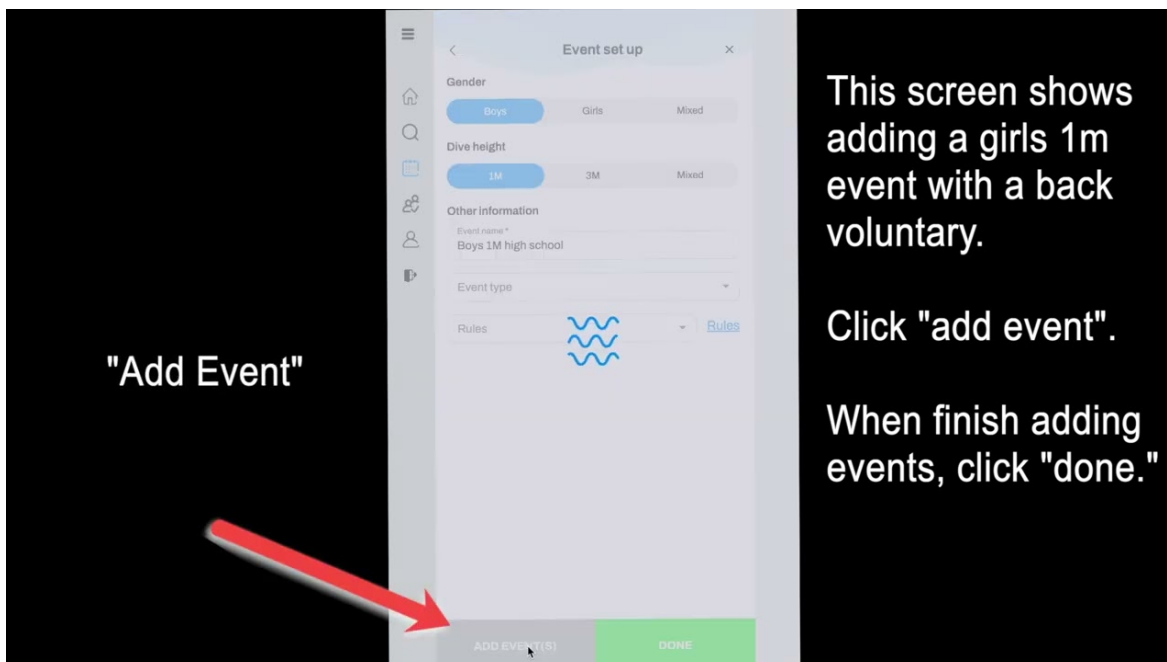 "Add Event"
Event set up
Gender
Boys Girls Mixed
Dive height
1M 3M Mixed
Other information
Event name *
Boys 1M high school
Event type
Rules Rules
ADD EVENT(S) DONE
This screen shows
adding a girls 1m
event with a back
voluntary.
Click "add event".
When finish adding
events, click "done."